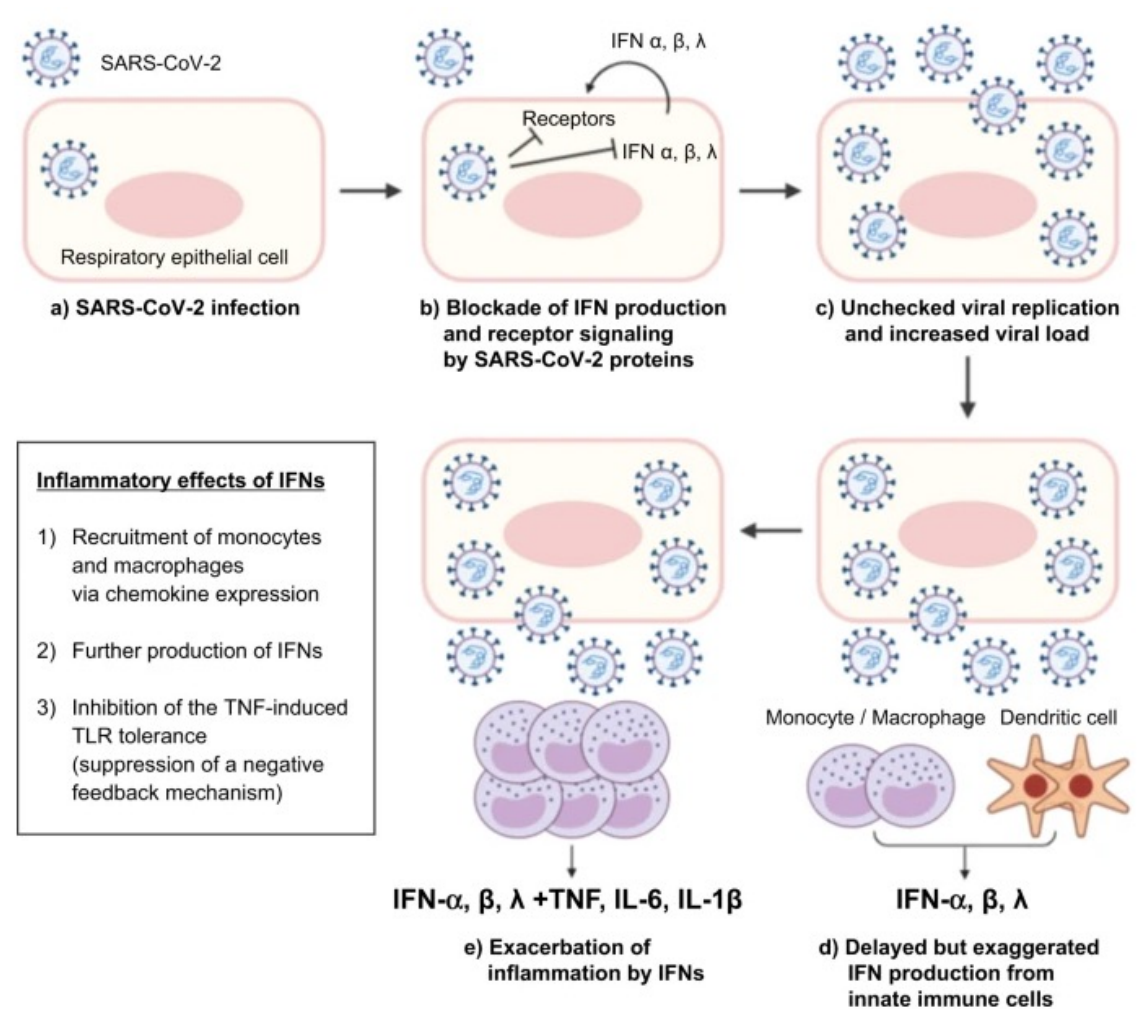 SARS-CoV-2
Respiratory epithelial cell
a) SARS-CoV-2 infection
IFN α, β, λ
Receptors
IFN α, β, λ
b) Blockade of IFN production
and receptor signaling
by SARS-CoV-2 proteins
c) Unchecked viral replication
and increased viral load
Monocyte / Macrophage
Dendritic cell
IFN-α, β, λ
d) Delayed but exaggerated
IFN production from
innate immune cells
IFN-α, β, λ +TNF, IL-6, IL-1β
e) Exacerbation of
inflammation by IFNs
Inflammatory effects of IFNs
1) Recruitment of monocytes
and macrophages
via chemokine expression
2) Further production of IFNs
3) Inhibition of the TNF-induced
TLR tolerance
(suppression of a negative
feedback mechanism)